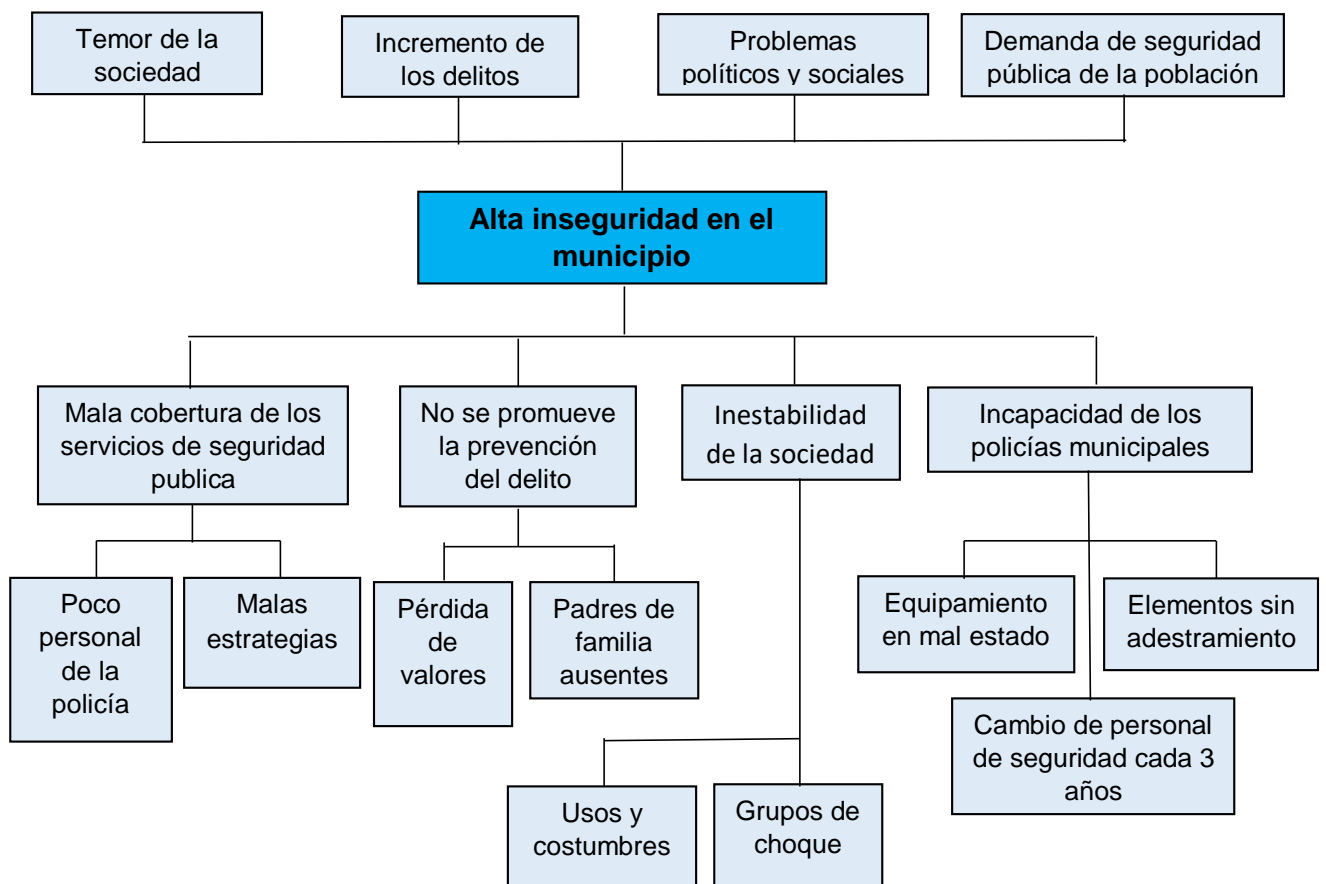 Temor de la
sociedad
Incremento de
los delitos
Problemas
políticos y sociales
Demanda de seguridad
pública de la población
Alta inseguridad en el
municipio
Mala cobertura de los
servicios de seguridad
publica
No se promueve
la prevención
del delito
Inestabilidad
de la sociedad
Incapacidad de los
policías municipales
Poco
personal
de la
policía
Malas
estrategias
Pérdida
de
valores
Padres de
familia
ausentes
Equipamiento
en mal estado
Elementos sin
adestramiento
Cambio de personal
de seguridad cada 3
años
Usos y
costumbres
Grupos de
choque